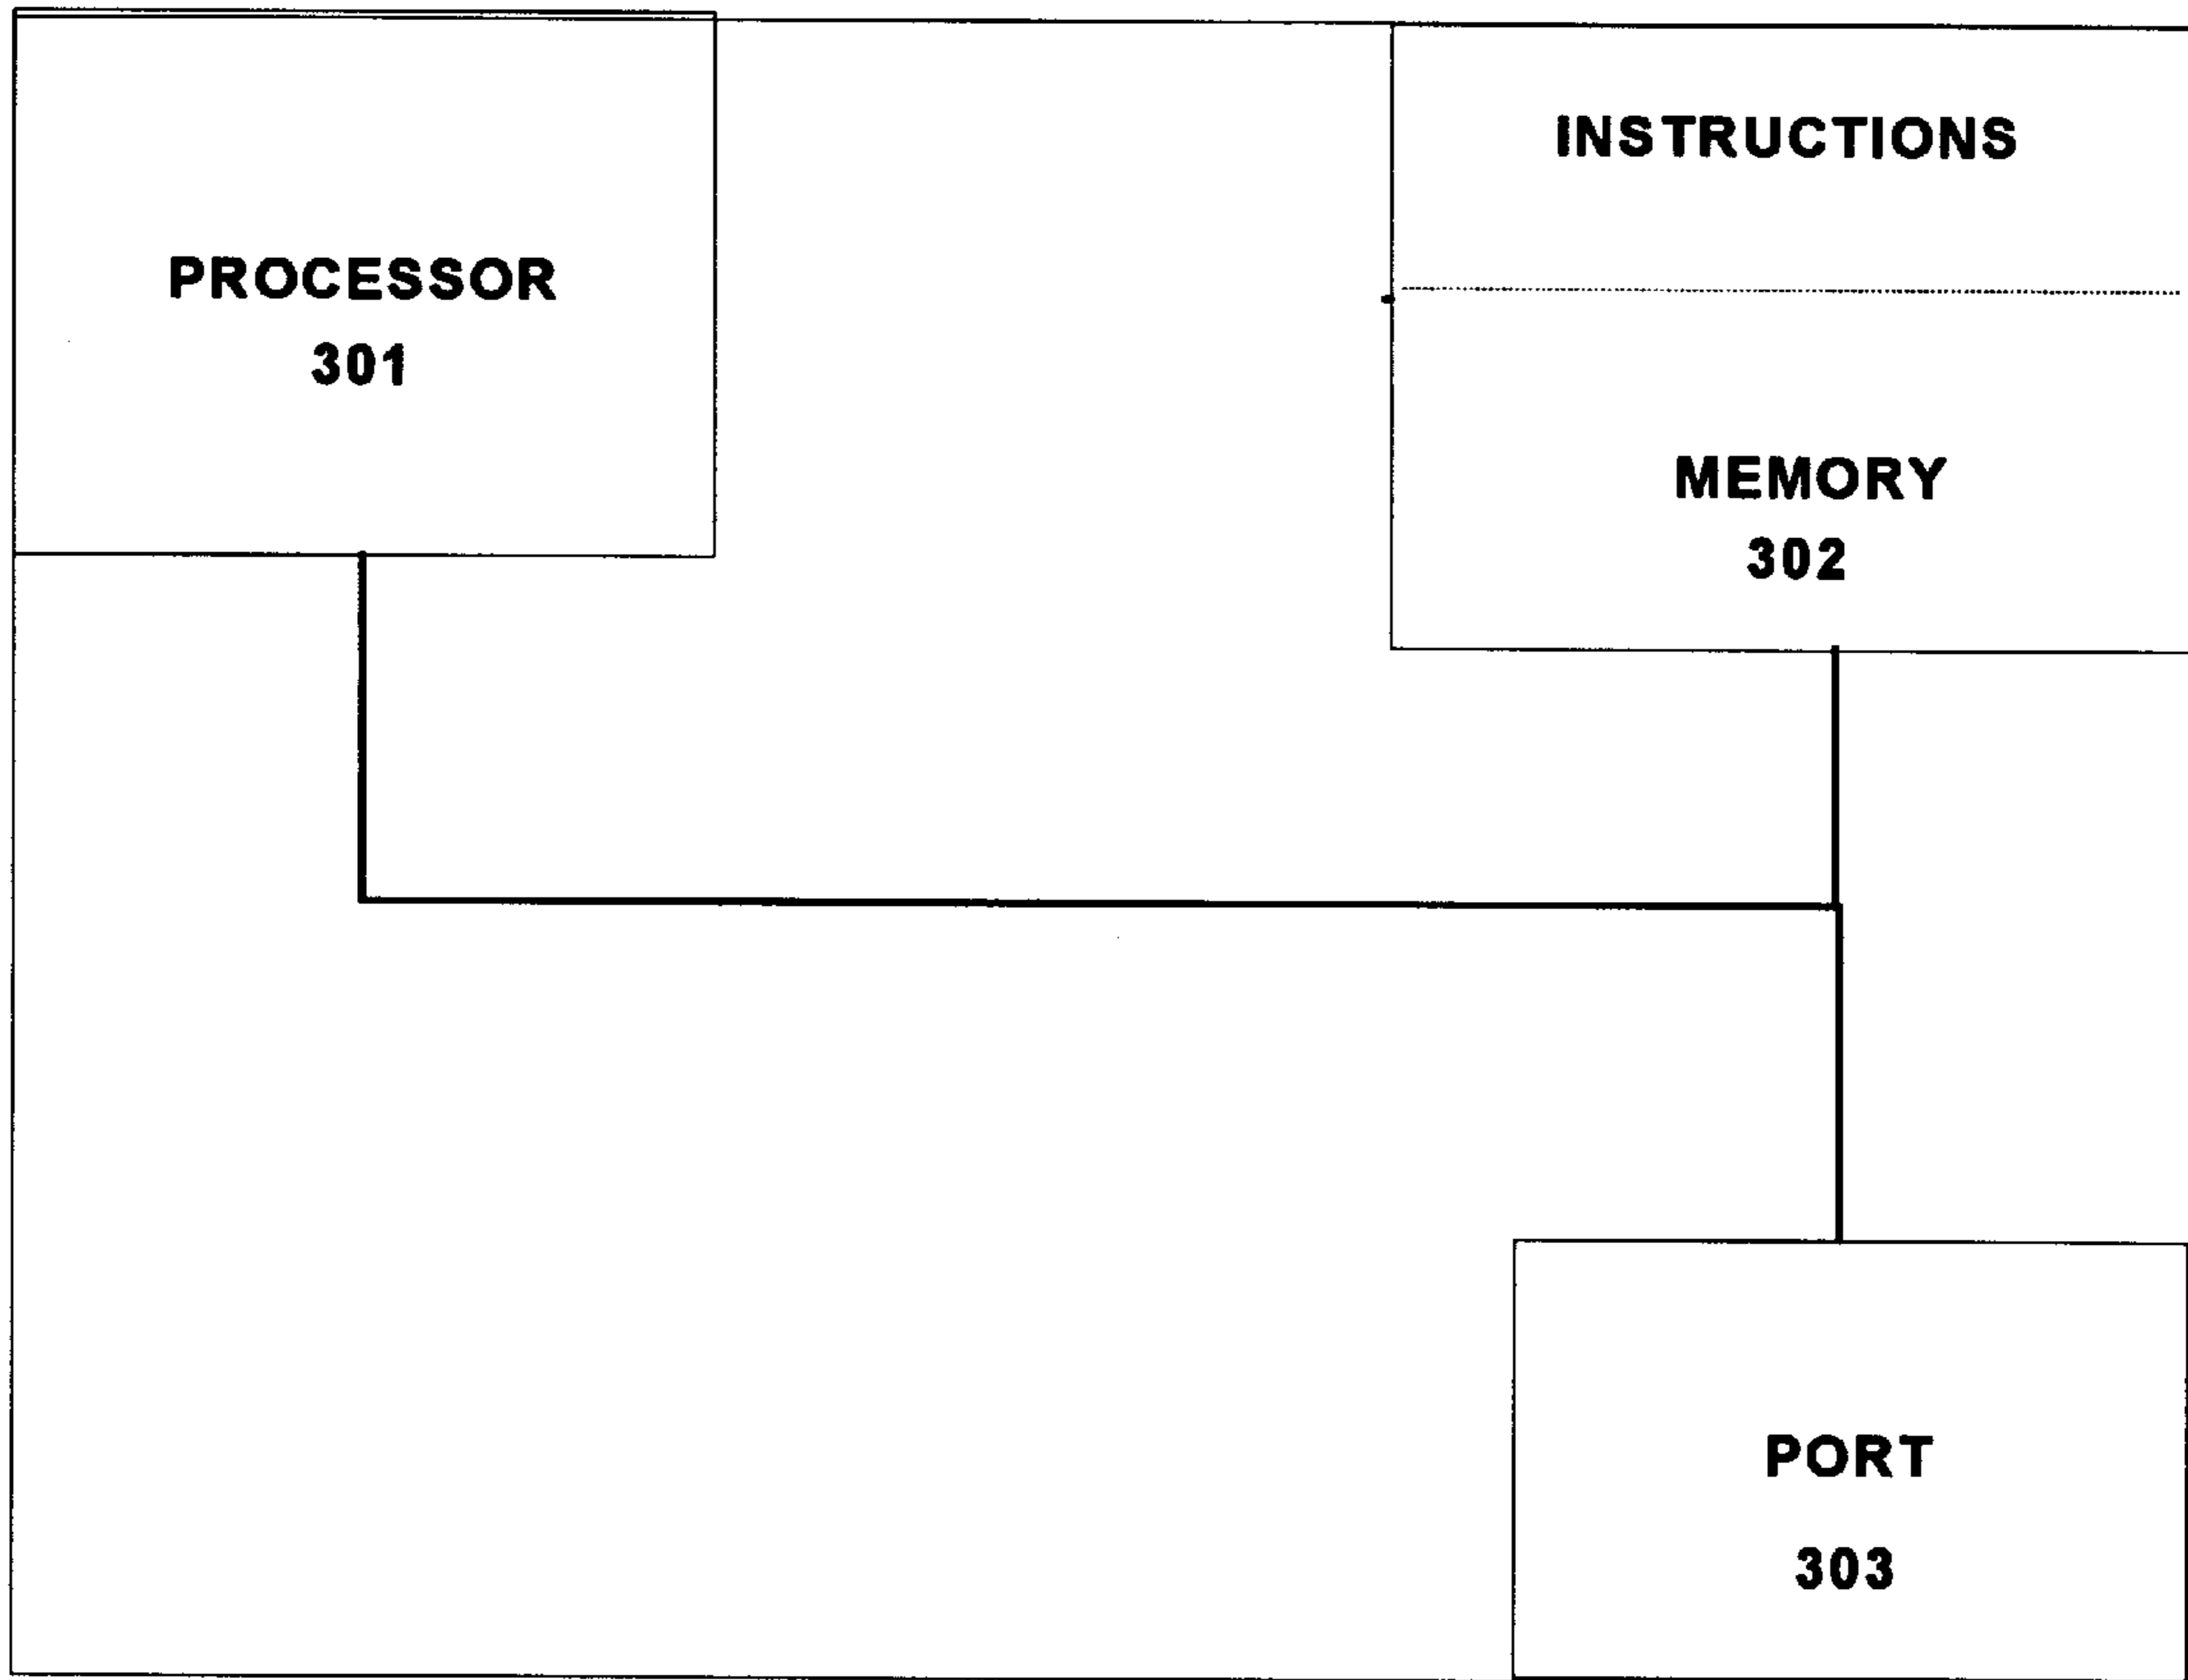 PROCESSOR
301
INSTRUCTIONS
MEMORY
302
PORT
303